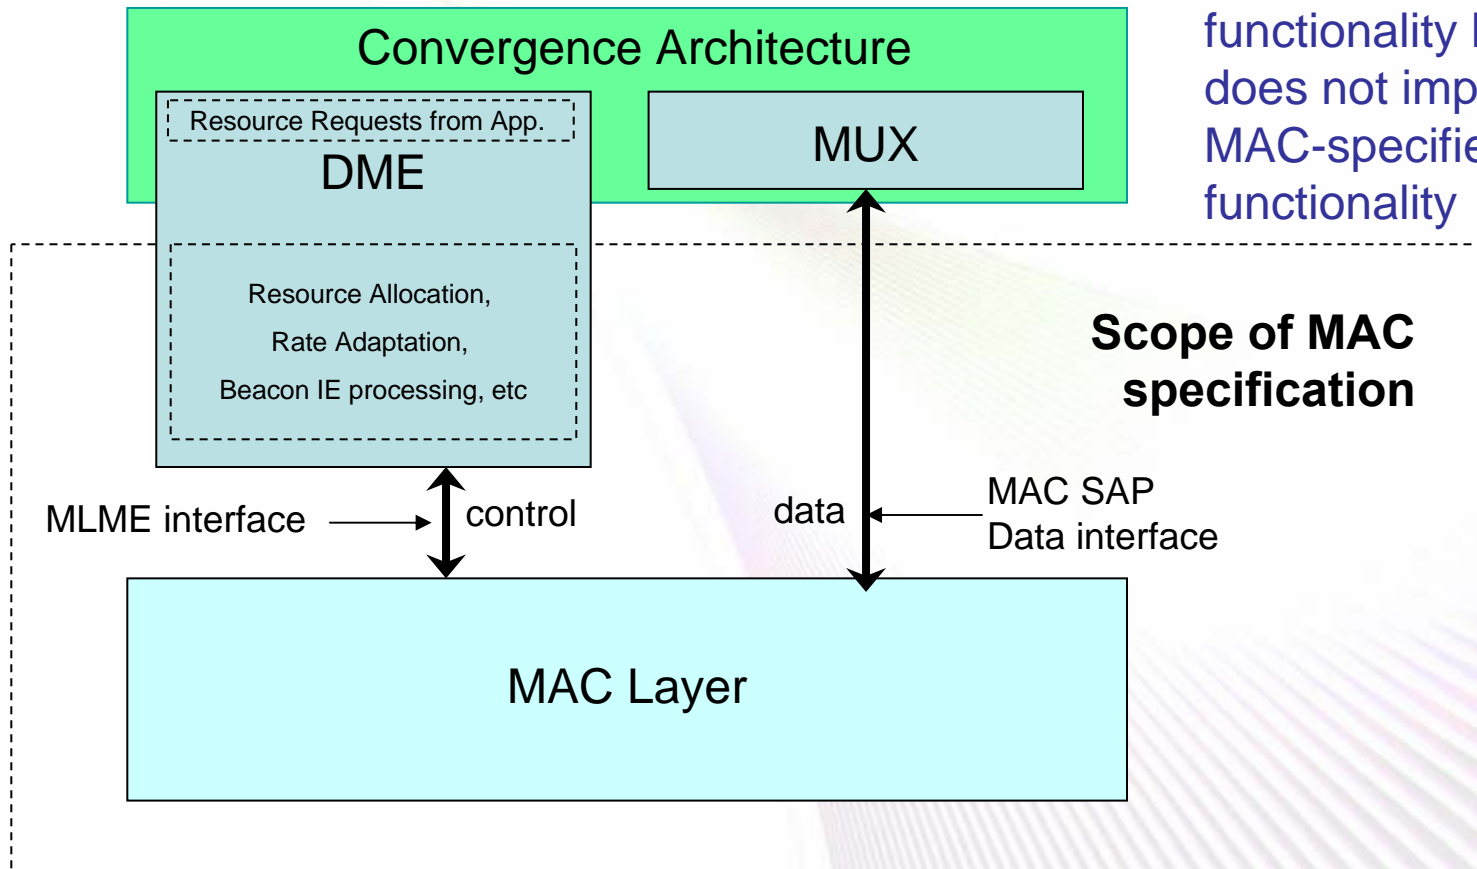 Convergence Architecture
Resource Requests from App.
DME
MUX
functionality
does not
functionality
Resource Allocation,
Rate Adaptation,
Beacon IE processing, etc
Scope of MAC
specification
MLME interface
control
data
MAC SAP
Data interface
MAC Layer